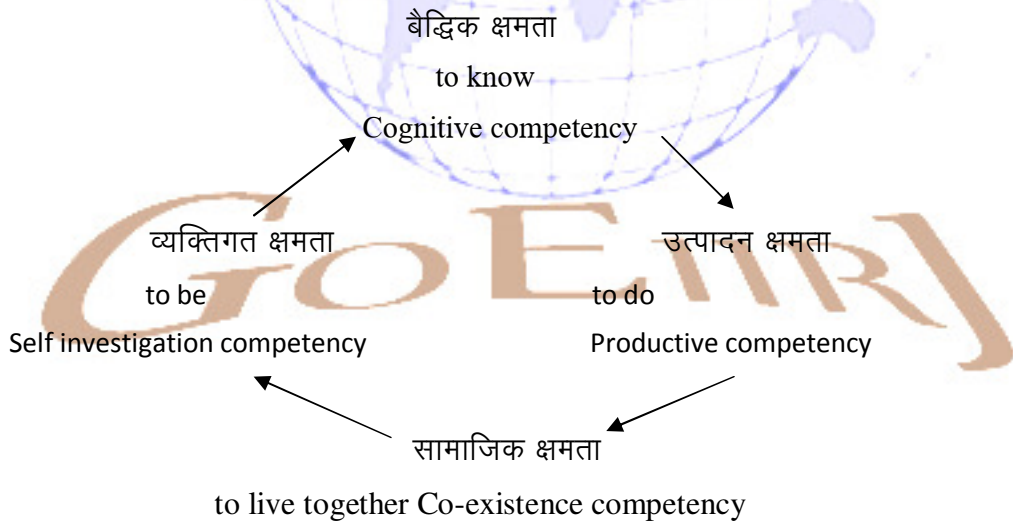 बैद्धिक क्षमता
to know
Cognitive competency
व्यक्तिगत क्षमता
उत्पादन क्षमता
to be
to do
Self investigation competency
Productive competency
सामाजिक क्षमता
to live together Co-existence competency
GOEIIRJ